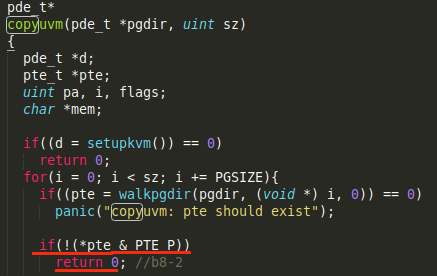 pde_t*
copyuvm(pde_t *pgdir, uint sz)
{
  pde_t *d;
  pte_t *pte;
  uint pa, i, flags;
  char *mem;
  if((d = setupkvm()) == 0)
    return 0;
  for(i = 0; i < sz; i += PGSIZE){
    if((pte = walkpgdir(pgdir, (void *) i, 0)) == 0)
      panic("copyuvm: pte should exist");
    if(!(*pte & PTE_P))
      return 0; //b8-2